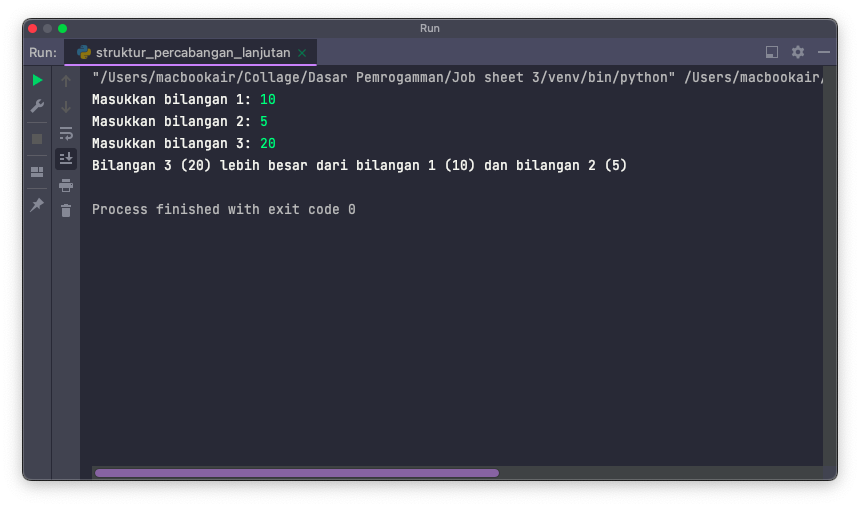 Run
Run: struktur_percabangan_lanjutan
"/Users/macbookair/Collage/Dasar Pemrogamman/Job sheet 3/venv/bin/python" /Users/macbookair/
Masukkan bilangan 1: 10
Masukkan bilangan 2: 5
Masukkan bilangan 3: 20
Bilangan 3 (20) lebih besar dari bilangan 1 (10) dan bilangan 2 (5)
Process finished with exit code 0